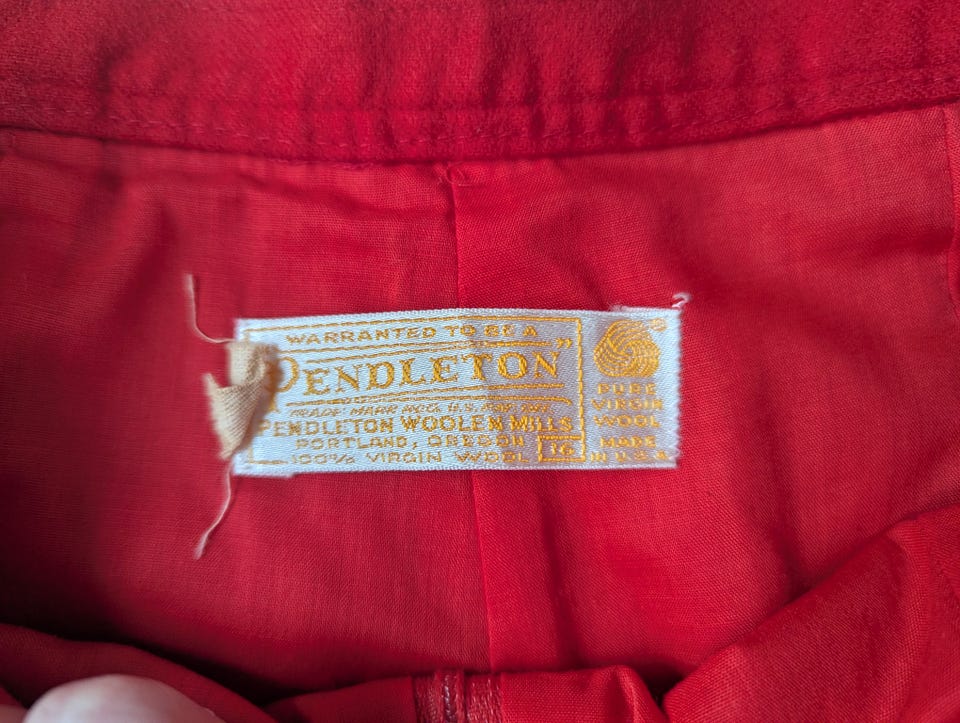 WARRANTED TO BE A
PENDLETON”
TRADE MARK REG. U.S. PAT. OFF.
PENDLETON WOOLEN MILLS
PORTLAND, OREGON
100% VIRGIN WOOL
16
PURE
VIRGIN
WOOL
MADE
IN U.S.A.